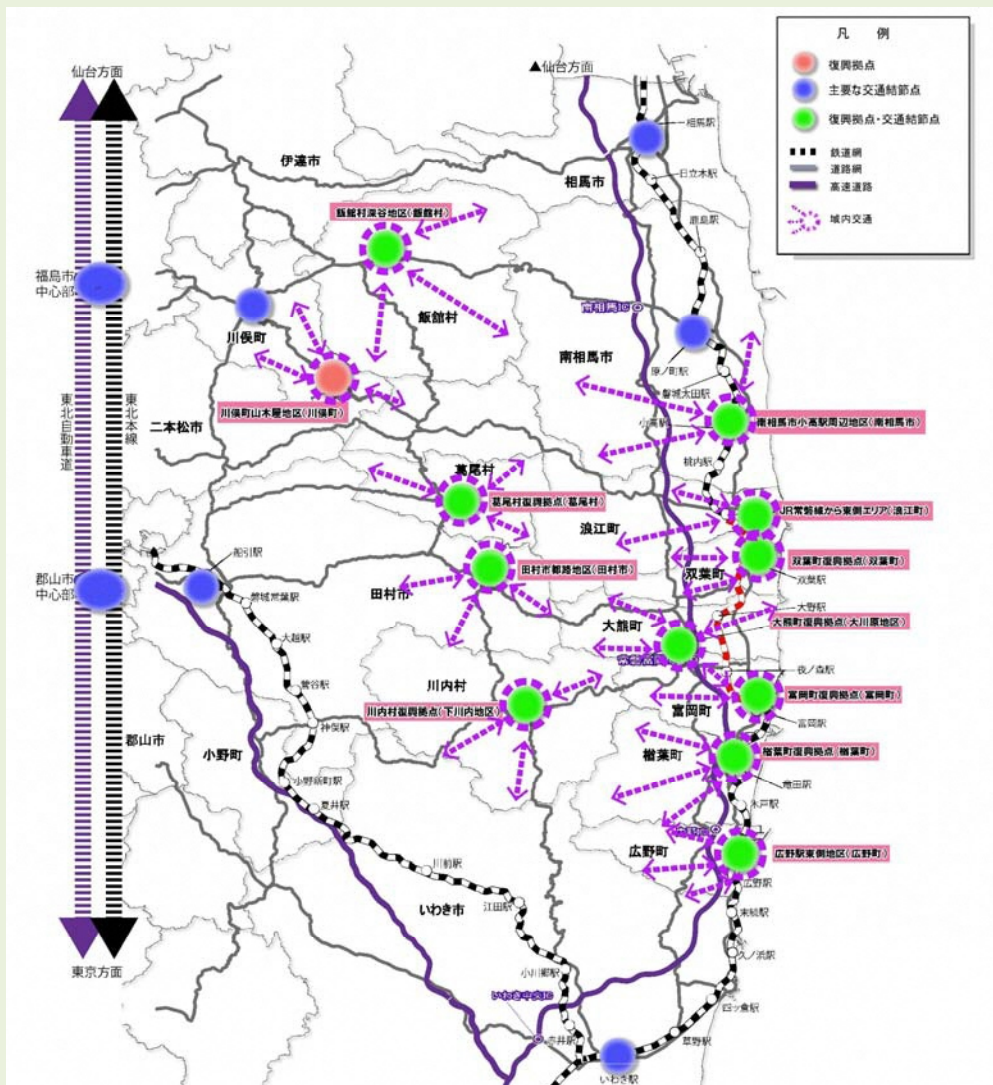 凡 例
復興拠点
主要な交通結節点
復興拠点・交通結節点
鉄道網
道路網
高速道路
域内交通
仙台方面
▲仙台方面
相馬駅
伊達市
相馬市
日立木駅
飯舘村深谷地区(飯舘村)
鹿島駅
福島市
中心部
南相馬IC
飯舘村
川俣町
南相馬市
原ノ町駅
磐城太田駅
東北自動車道
東北本線
川俣町山木屋地区(川俣町)
小高駅
南相馬市小高駅周辺地区(南相馬市)
二本松市
桃内駅
葛尾村
葛尾村復興拠点(葛尾村)
浪江町
JR常磐線から東側エリア(浪江町)
船引駅
双葉町復興拠点(双葉町)
田村市都路地区(田村市)
双葉町
双葉駅
郡山市
中心部
磐城常葉駅
田村市
大野駅
大熊町
大熊町復興拠点(大川原地区)
大越駅
夜ノ森駅
菅谷駅
川内村
川内村復興拠点(下川内地区)
富岡町復興拠点(富岡町)
富岡町
神俣駅
富岡駅
郡山市
小野町
楢葉町
楢葉町復興拠点(楢葉町)
小野新町駅
竜田駅
夏井駅
木戸駅
広野町
広野駅東側地区(広野町)
川前駅
広野駅
江田駅
いわき市
末続駅
久ノ浜駅
東京方面
小川郷駅
いわき中央IC
四ッ倉駅
赤井駅
草野駅
いわき駅